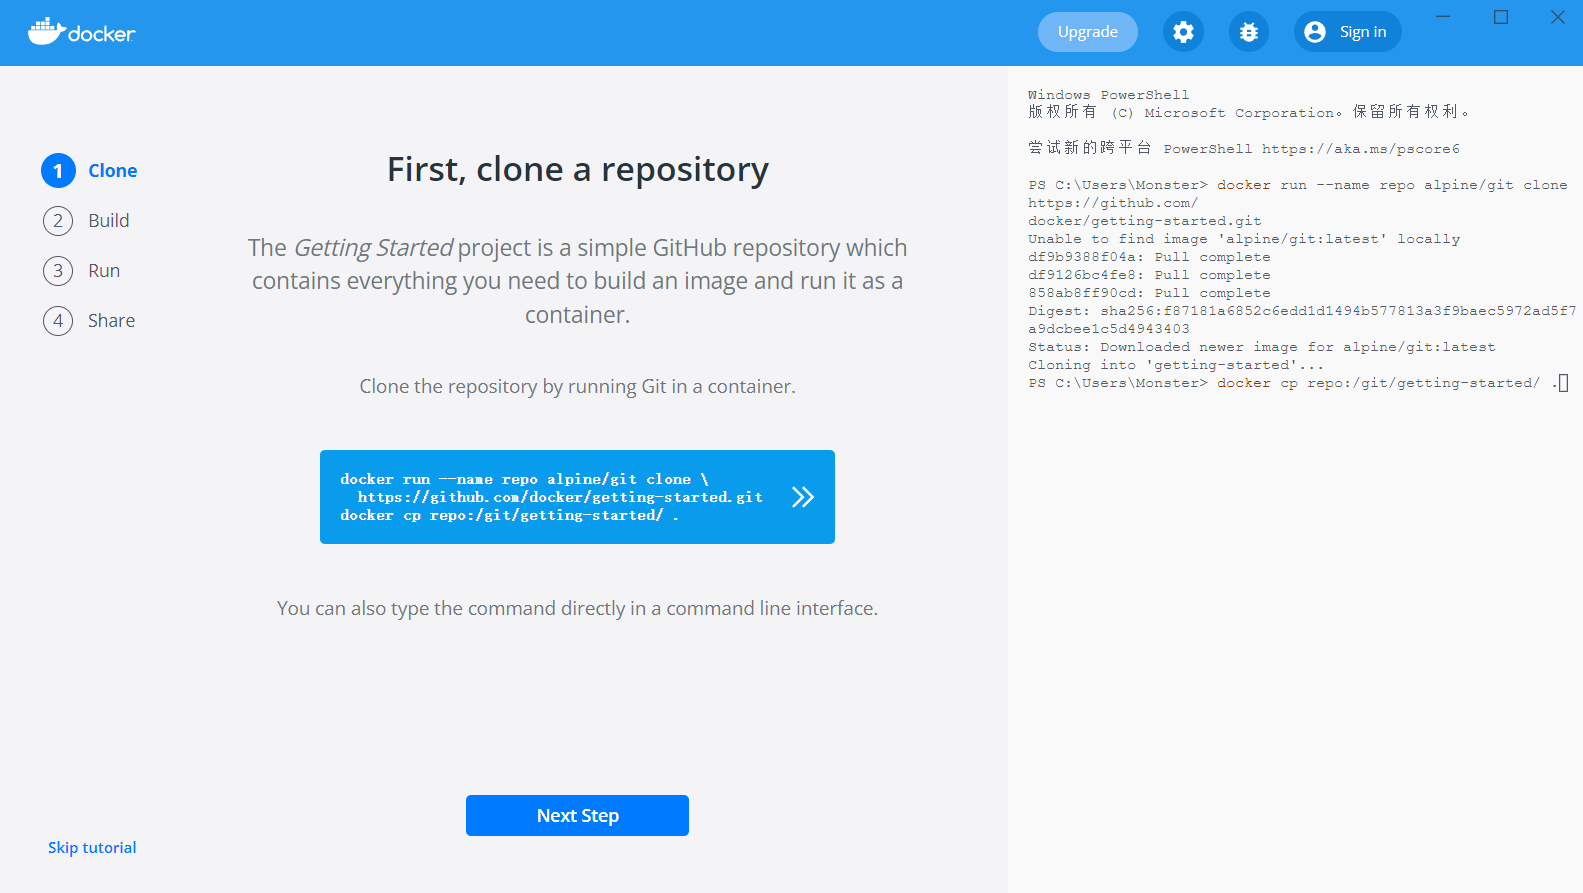 docker
Upgrade
Sign in
1 Clone
2 Build
3 Run
4 Share
First, clone a repository
The Getting Started project is a simple GitHub repository which
contains everything you need to build an image and run it as a
container.
Clone the repository by running Git in a container.
docker run --name repo alpine/git clone \
https://github.com/docker/getting-started.git
docker cp repo:/git/getting-started/ .
You can also type the command directly in a command line interface.
Next Step
Skip tutorial
Windows PowerShell
版权所有 (C) Microsoft Corporation。保留所有权利。
尝试新的跨平台 PowerShell https://aka.ms/pscore6
PS C:\Users\Monster> docker run --name repo alpine/git clone
https://github.com/
docker/getting-started.git
Unable to find image 'alpine/git:latest' locally
df9b9388f04a: Pull complete
df9126bc4fe8: Pull complete
858ab8ff90cd: Pull complete
Digest: sha256:f87181a6852c6edd1d1494b577813a3f9baec5972ad5f7
a9dcbee1c5d4943403
Status: Downloaded newer image for alpine/git:latest
Cloning into 'getting-started'...
PS C:\Users\Monster> docker cp repo:/git/getting-started/ .